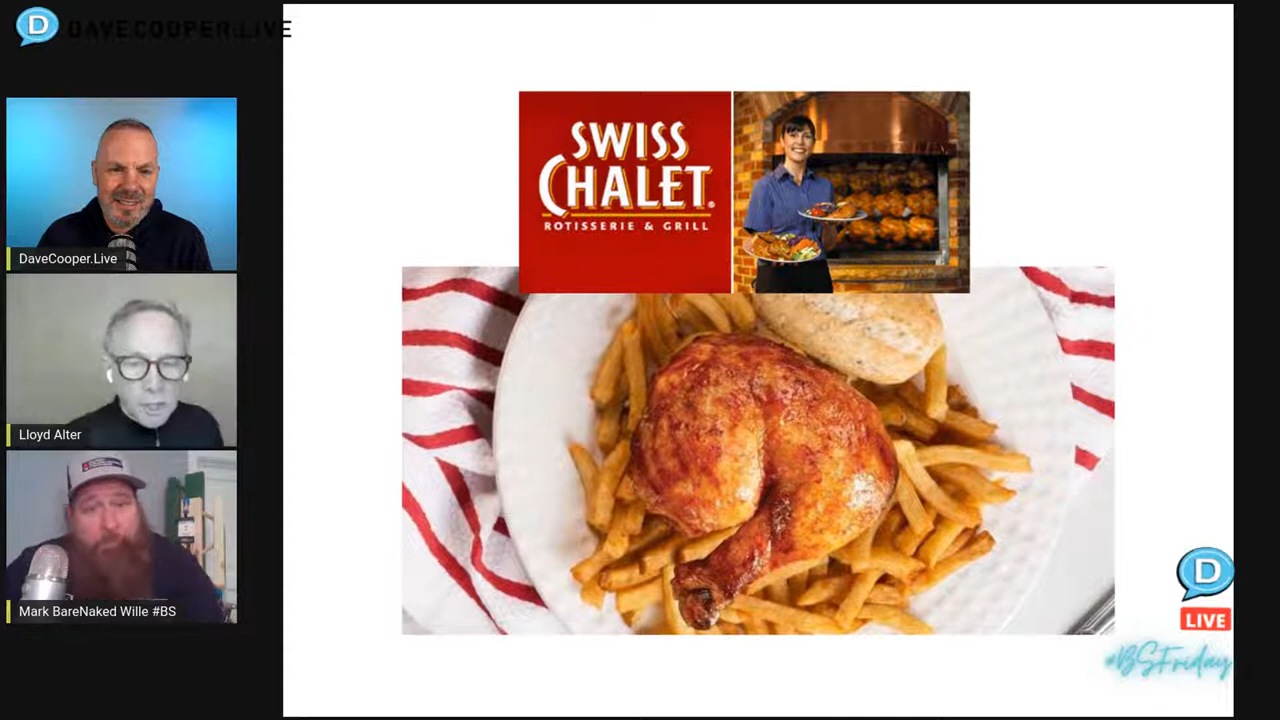 D DAVECOOPER.LIVE
DaveCooper.Live
Lloyd Alter
Mark BareNaked Wille #BS
SWISS
CHALET®
ROTISSERIE & GRILL
D
LIVE
#BSFriday